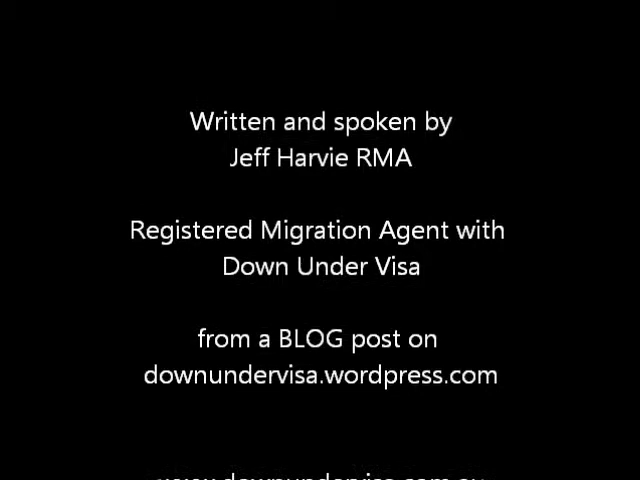 Written and spoken by
Jeff Harvie RMA
Registered Migration Agent with
Down Under Visa
from a BLOG post on
downundervisa.wordpress.com